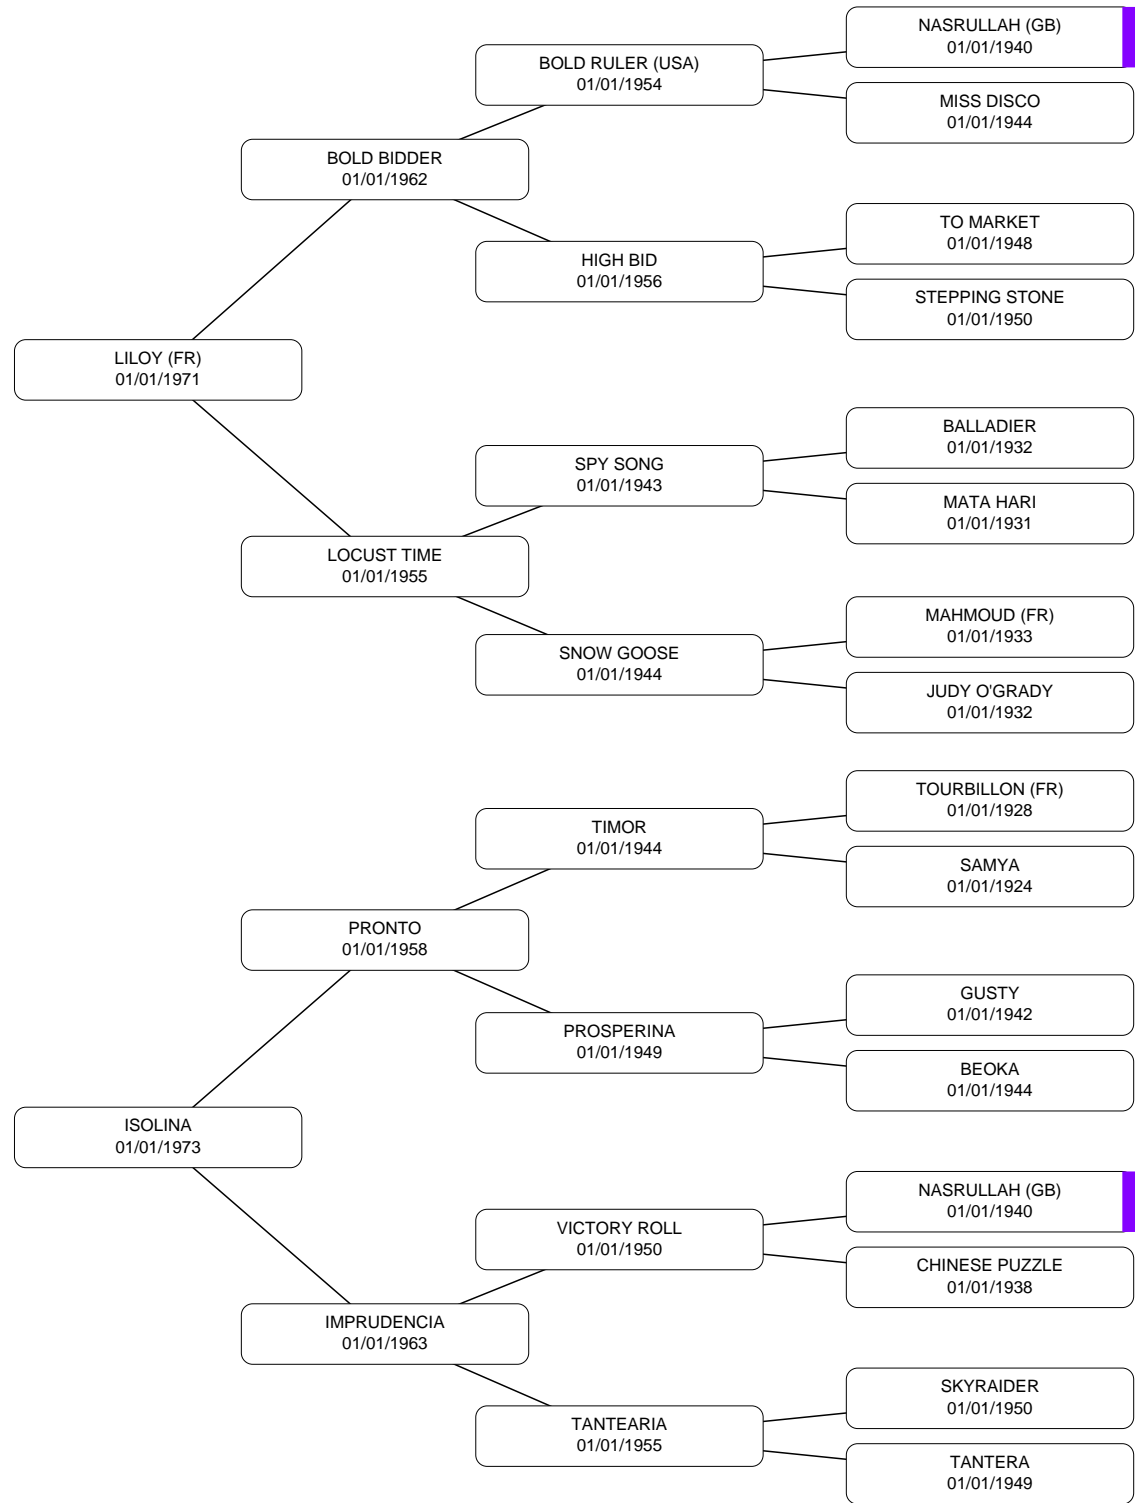 NASRULLAH (GB)
01/01/1940
BOLD RULER (USA)
01/01/1954
MISS DISCO
01/01/1944
BOLD BIDDER
01/01/1962
TO MARKET
01/01/1948
HIGH BID
01/01/1956
STEPPING STONE
01/01/1950
LILOY (FR)
01/01/1971
BALLADIER
01/01/1932
SPY SONG
01/01/1943
MATA HARI
01/01/1931
LOCUST TIME
01/01/1955
MAHMOUD (FR)
01/01/1933
SNOW GOOSE
01/01/1944
JUDY O'GRADY
01/01/1932
TOURBILLON (FR)
01/01/1928
TIMOR
01/01/1944
SAMYA
01/01/1924
PRONTO
01/01/1958
GUSTY
01/01/1942
PROSPERINA
01/01/1949
BEOKA
01/01/1944
ISOLINA
01/01/1973
NASRULLAH (GB)
01/01/1940
VICTORY ROLL
01/01/1950
CHINESE PUZZLE
01/01/1938
IMPRUDENCIA
01/01/1963
SKYRAIDER
01/01/1950
TANTEARIA
01/01/1955
TANTERA
01/01/1949